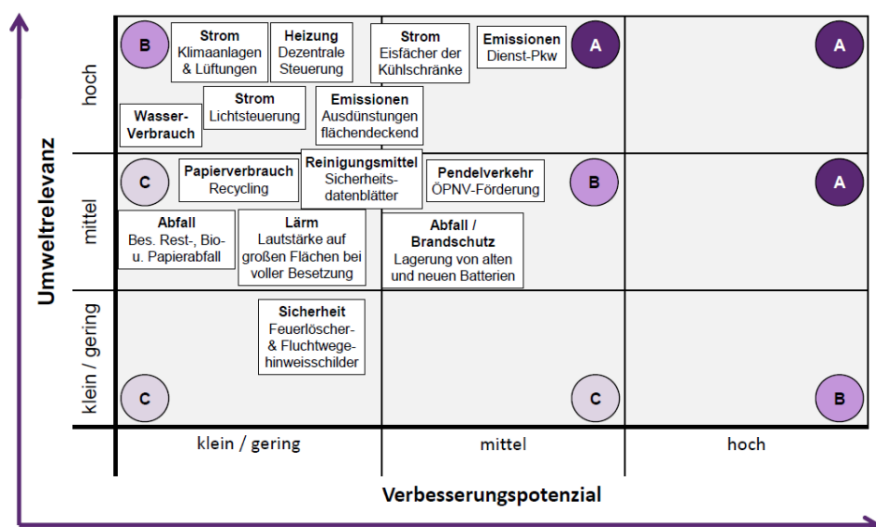 Umweltrelevanz
hoch
mittel
klein / gering
B
Strom
Klimaanlagen
& Lüftungen
Heizung
Dezentrale
Steuerung
Strom
Eisfächer der
Kühlschränke
Emissionen
Dienst-Pkw
A
A
Wasser-
Verbrauch
Strom
Lichtsteuerung
Emissionen
Ausdünstungen
flächendeckend
C
Papierverbrauch
Recycling
Reinigungsmittel
Sicherheits-
datenblätter
Pendelverkehr
ÖPNV-Förderung
B
A
Abfall
Bes. Rest-, Bio-
u. Papierabfall
Lärm
Lautstärke auf
großen Flächen bei
voller Besetzung
Abfall /
Brandschutz
Lagerung von alten
und neuen Batterien
Sicherheit
Feuerlöscher-
& Fluchtwege-
hinweisschilder
C
C
B
klein / gering
mittel
hoch
Verbesserungspotenzial